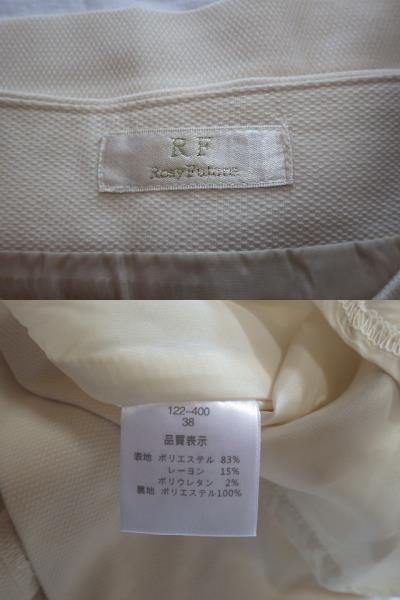 RF
Rosy Future
122-400
38
品質表示
表地 ポリエステル 83%
レーヨン 15%
ポリウレタン 2%
裏地 ポリエステル100%